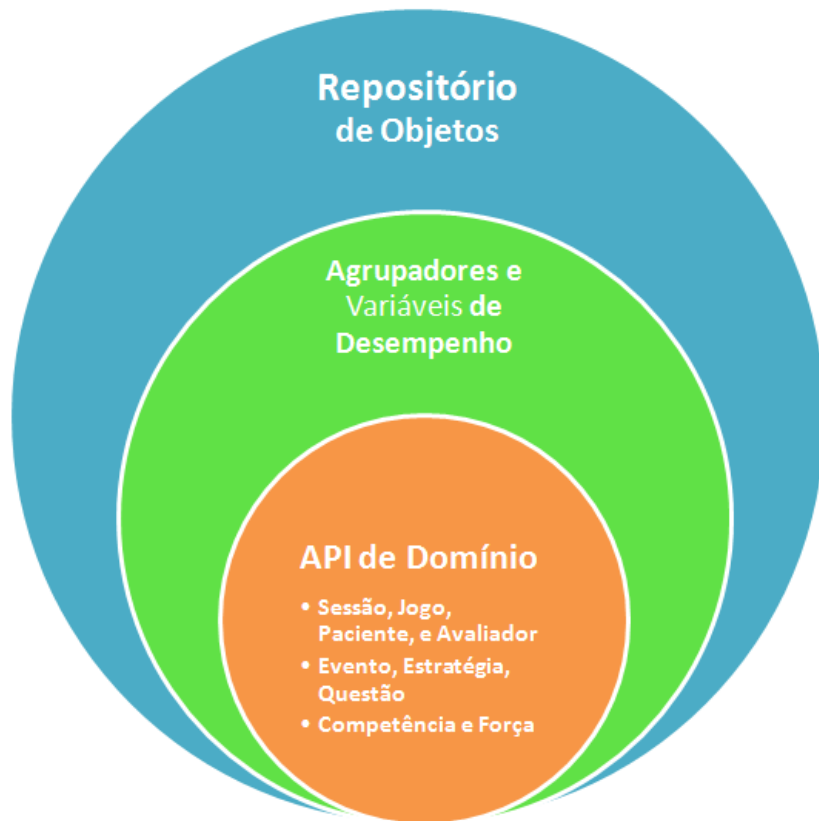 Repositório
de Objetos
Agrupadores e
Variáveis de
Desempenho
API de Domínio
• Sessão, Jogo,
Paciente, e Avaliador
• Evento, Estratégia,
Questão
• Competência e Força